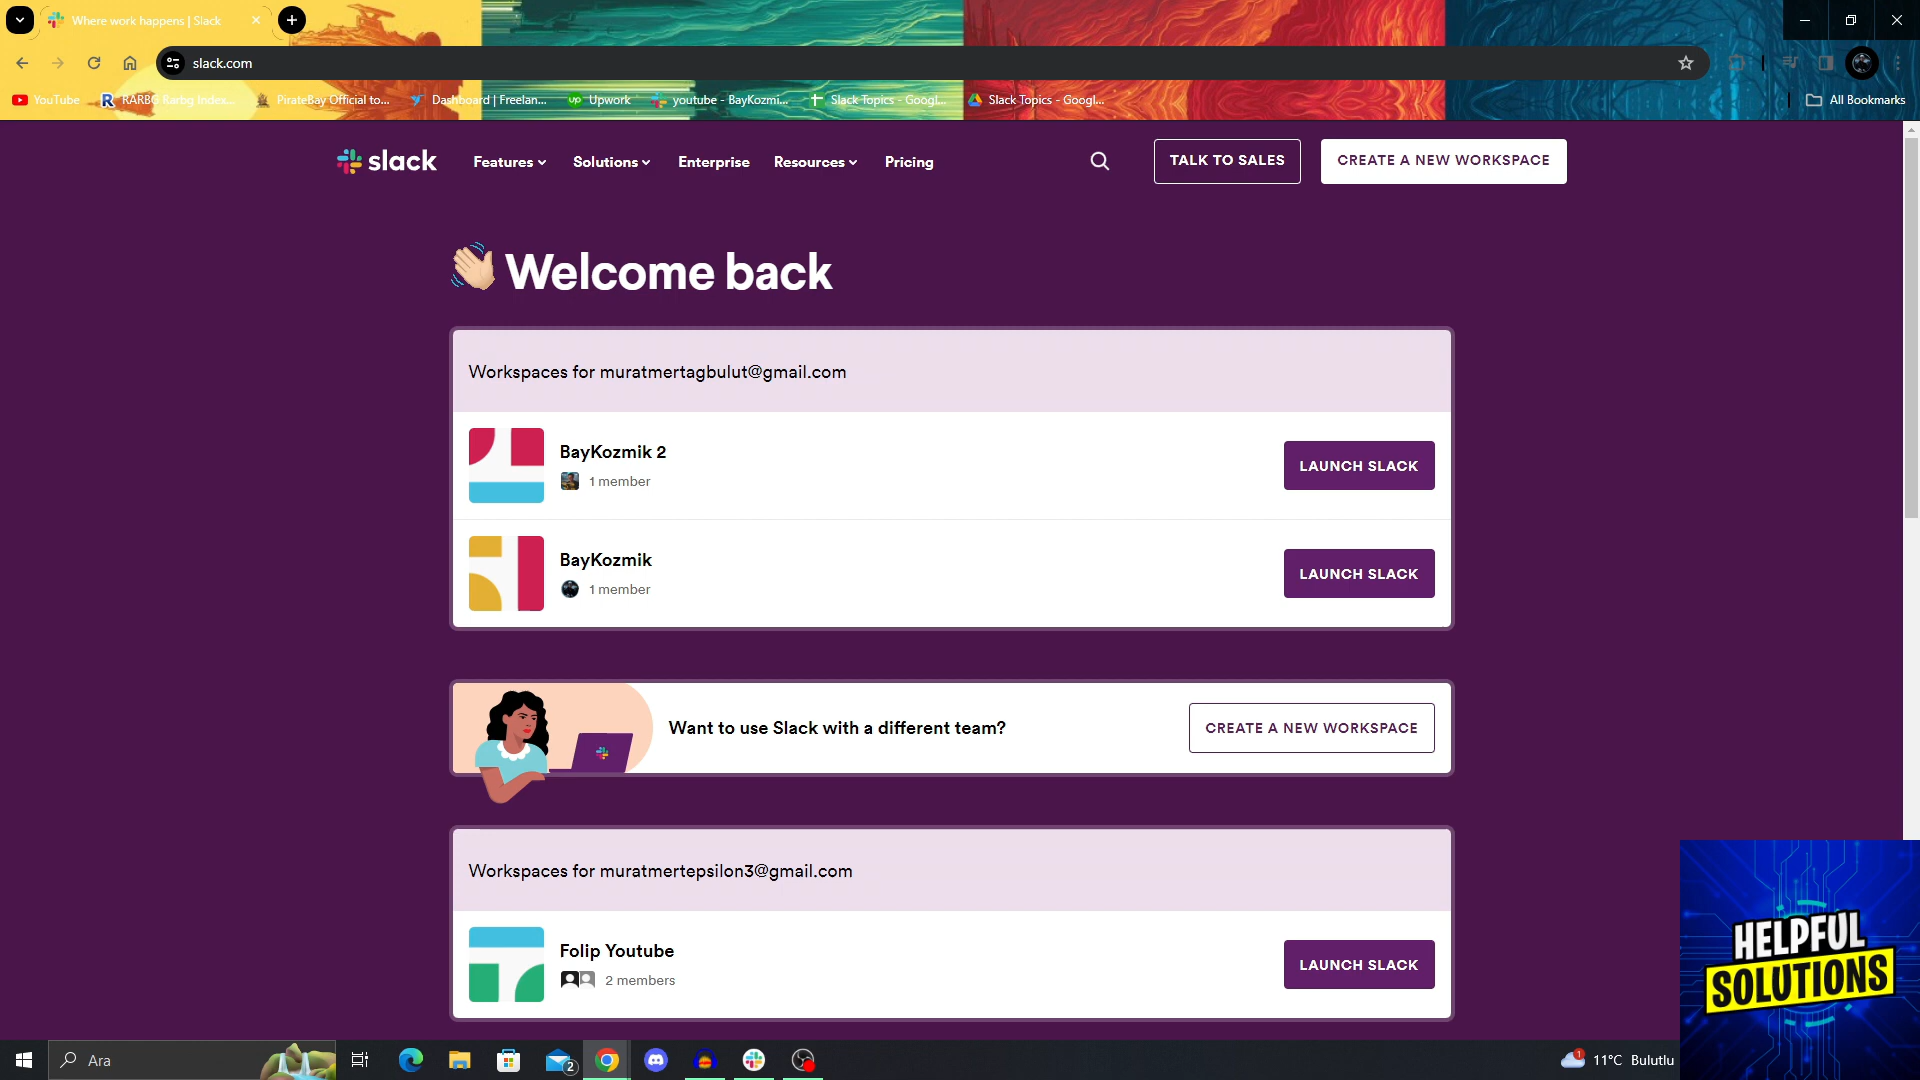 Where work happens | Slack
slack.com
YouTube
RARBG Rarbg Index...
PirateBay Official to...
Dashboard | Freelan...
Upwork
youtube - BayKozmi...
Slack Topics - Googl...
Slack Topics - Googl...
All Bookmarks
slack
Features
Solutions
Enterprise
Resources
Pricing
TALK TO SALES
CREATE A NEW WORKSPACE
Welcome back
Workspaces for muratmertagbulut@gmail.com
BayKozmik 2
1 member
LAUNCH SLACK
BayKozmik
1 member
LAUNCH SLACK
Want to use Slack with a different team?
CREATE A NEW WORKSPACE
Workspaces for muratmertepsilon3@gmail.com
Folip Youtube
2 members
LAUNCH SLACK
HELPFUL
SOLUTIONS
Ara
2
1
11°C Bulutlu